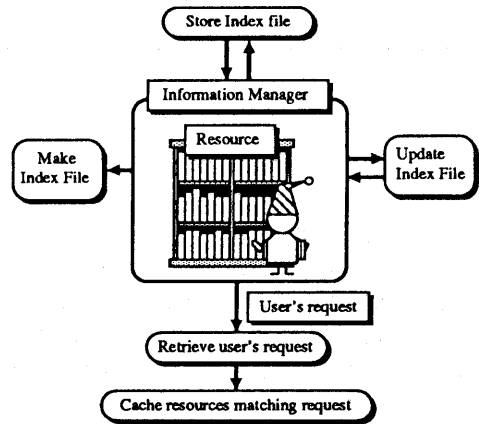 Store Index file
Information Manager
Resource
Make
Index File
Update
Index File
User's request
Retrieve user's request
Cache resources matching request